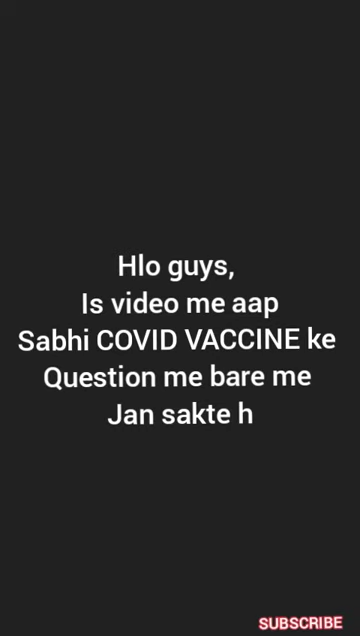 Hlo guys,
Is video me aap
Sabhi COVID VACCINE ke
Question me bare me
Jan sakte h
SUBSCRIBE